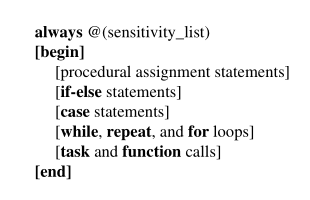 always @(sensitivity_list)
[begin]
[procedural assignment statements]
[if-else statements]
[case statements]
[while, repeat, and for loops]
[task and function calls]
[end]